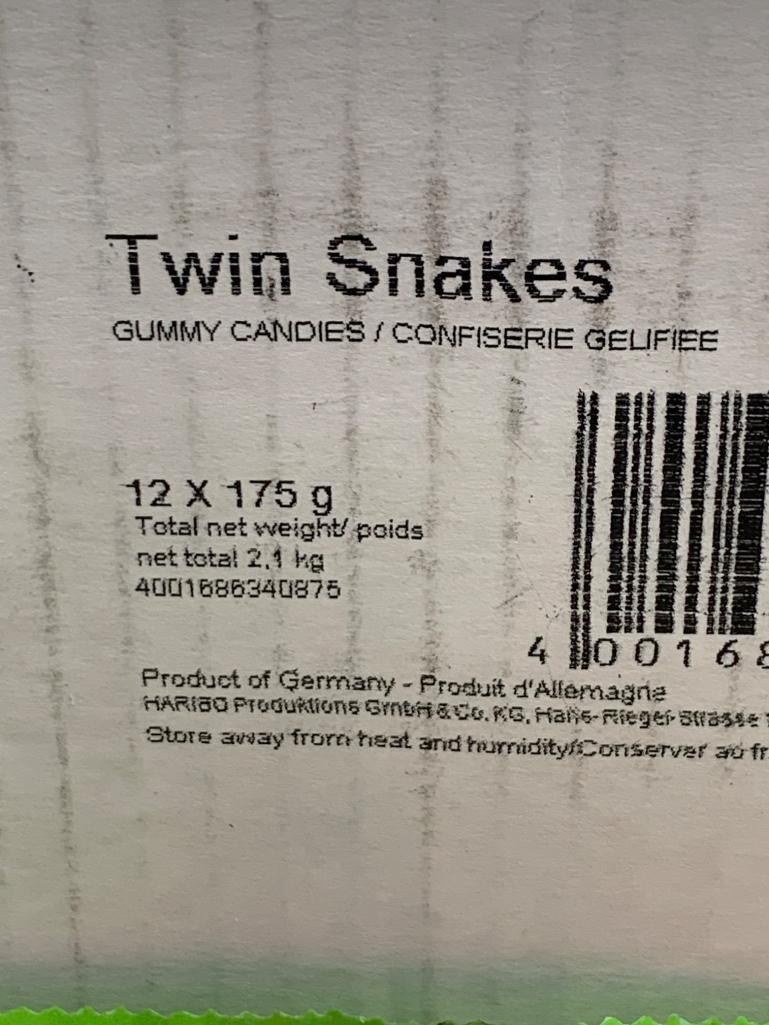 Twin Snakes
GUMMY CANDIES / CONFISERIE GELIFIEE
12 X 175 g
Total net weight/ poids
net total 2,1 kg
4001686340875
4 00168
Product of Germany - Produit d'Allemagne
HARIBO Produktions GmbH & Co. KG, Hans-Riegel-Strasse
Store away from heat and humidity/Conserver au